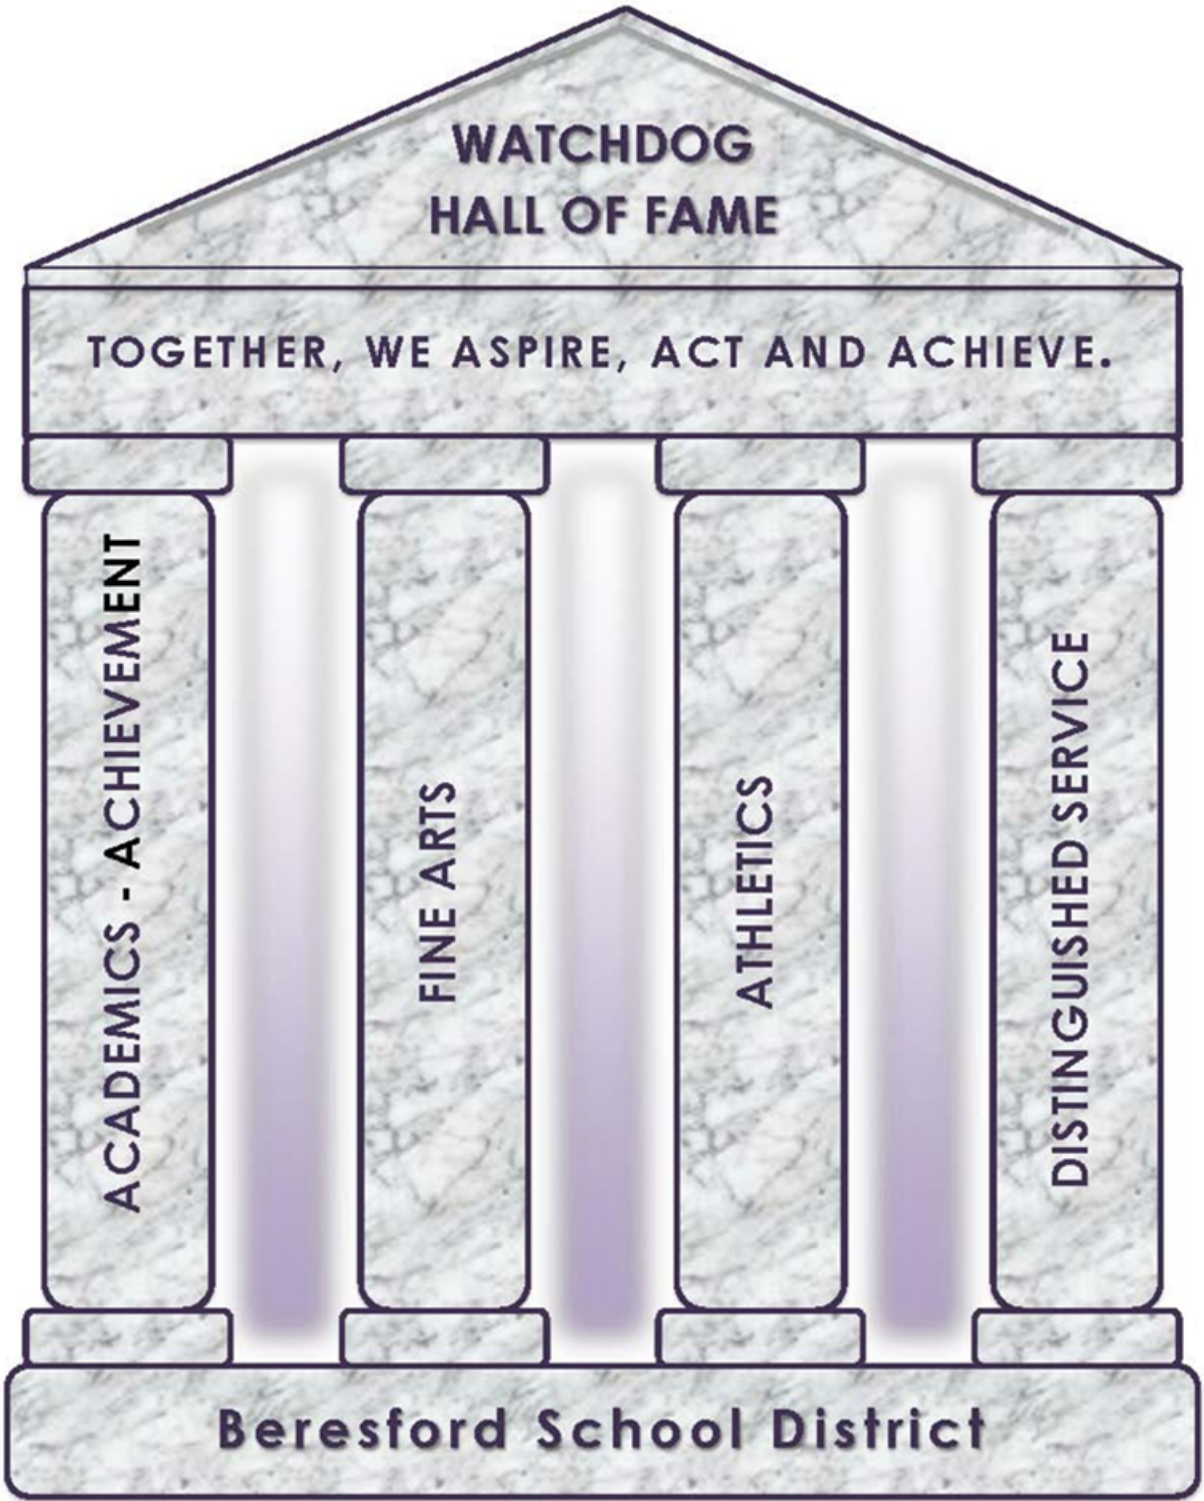 WATCHDOG
HALL OF FAME
TOGETHER, WE ASPIRE, ACT AND ACHIEVE.
ACADEMICS - ACHIEVEMENT
FINE ARTS
ATHLETICS
DISTINGUISHED SERVICE
Beresford School District